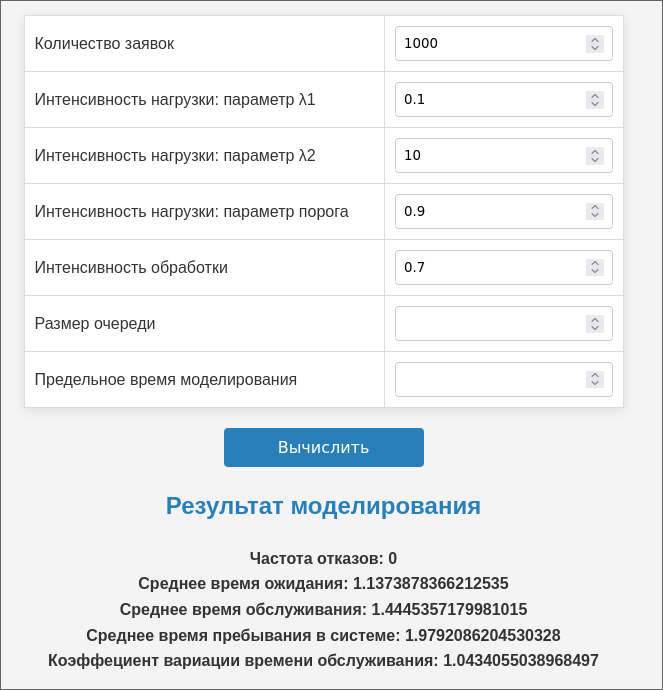 Количество заявок 1000
Интенсивность нагрузки: параметр λ1 0.1
Интенсивность нагрузки: параметр λ2 10
Интенсивность нагрузки: параметр порога 0.9
Интенсивность обработки 0.7
Размер очереди
Предельное время моделирования
Вычислить
Результат моделирования
Частота отказов: 0
Среднее время ожидания: 1.1373878366212535
Среднее время обслуживания: 1.4445357179981015
Среднее время пребывания в системе: 1.9792086204530328
Коэффецient вариации времени обслуживания: 1.0434055038968497